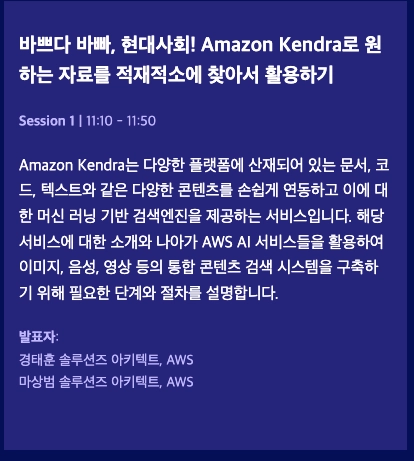 바쁘다 바빠, 현대사회! Amazon Kendra로 원
하는 자료를 적재적소에 찾아서 활용하기
Session 1 | 11:10 - 11:50
Amazon Kendra는 다양한 플랫폼에 산재되어 있는 문서, 코
드, 텍스트와 같은 다양한 콘텐츠를 손쉽게 연동하고 이에 대
한 머신 러닝 기반 검색엔진을 제공하는 서비스입니다. 해당
서비스에 대한 소개와 나아가 AWS AI 서비스들을 활용하여
이미지, 음성, 영상 등의 통합 콘텐츠 검색 시스템을 구축하
기 위해 필요한 단계와 절차를 설명합니다.
발표자:
경태훈 솔루션즈 아키텍트, AWS
마상범 솔루션즈 아키텍트, AWS